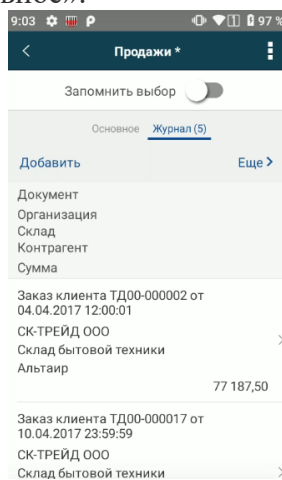 ьное».
9:03 97 %
Продажи *
Запомнить выбор
Основное Журнал (5)
Добавить Еще >
Документ
Организация
Склад
Контрагент
Сумма
Заказ клиента ТД00-000002 от
04.04.2017 12:00:01
СК-ТРЕЙД ООО
Склад бытовой техники
Альтаир
77 187,50
Заказ клиента ТД00-000017 от
10.04.2017 23:59:59
СК-ТРЕЙД ООО
Склад бытовой техники